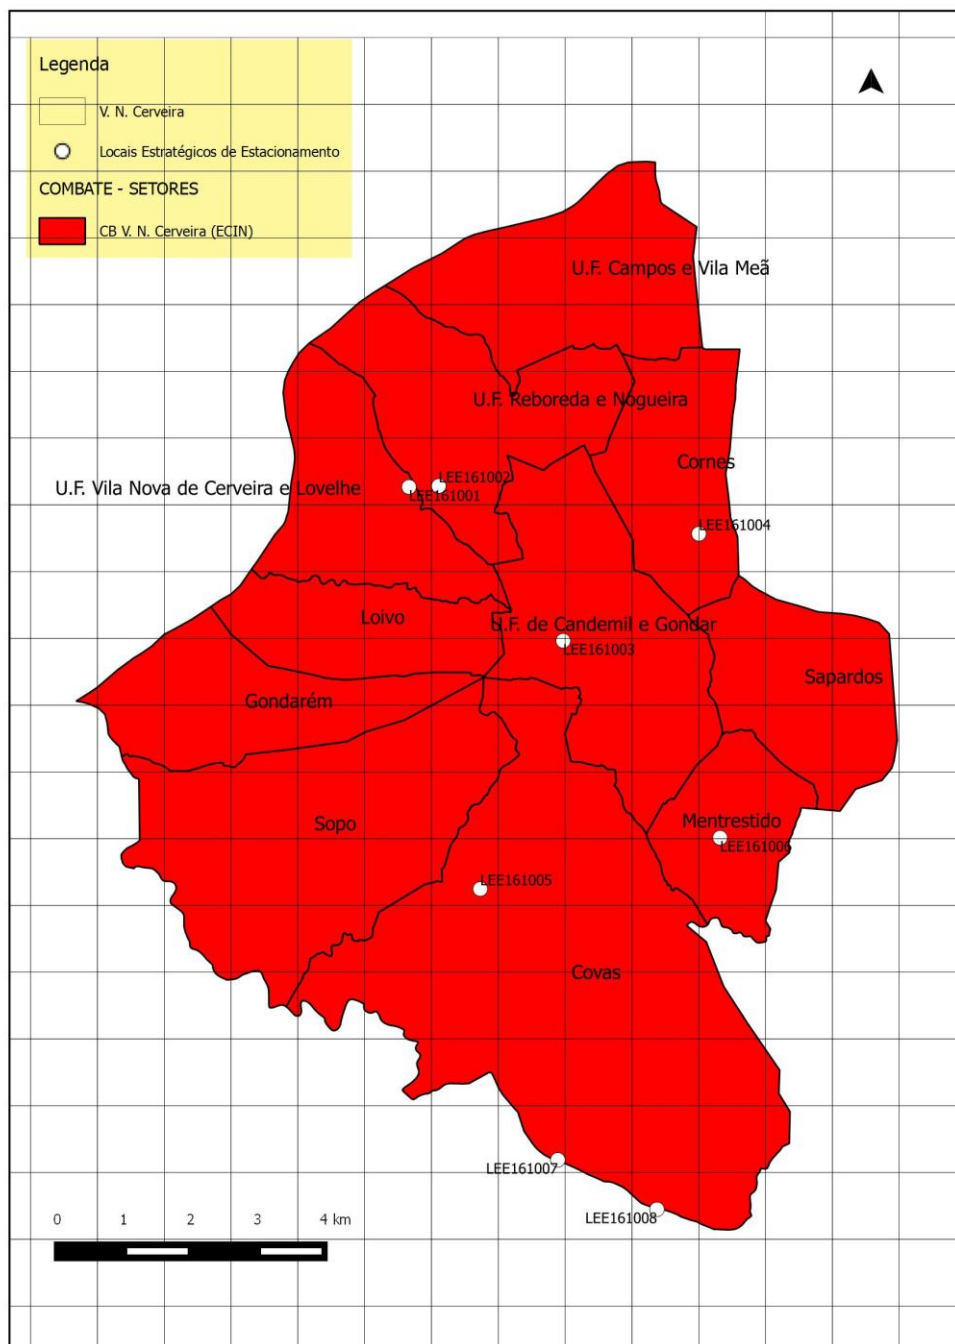 Legenda
V. N. Cerveira
Locais Estratégicos de Estacionamento
COMBATE - SETORES
CB V. N. Cerveira (ECIN)
U.F. Campos e Vila Meã
U.F. Reboreda e Nogueira
Cornes
LEE161002
U.F. Vila Nova de Cerveira e Lovelhe
LEE161001
LEE161004
Loivo
U.F. de Candemil e Gondar
LEE161003
Sapardos
Gondarém
Sopo
Mentrestido
LEE161006
LEE161005
Covas
LEE161007
LEE161008
0 1 2 3 4 km